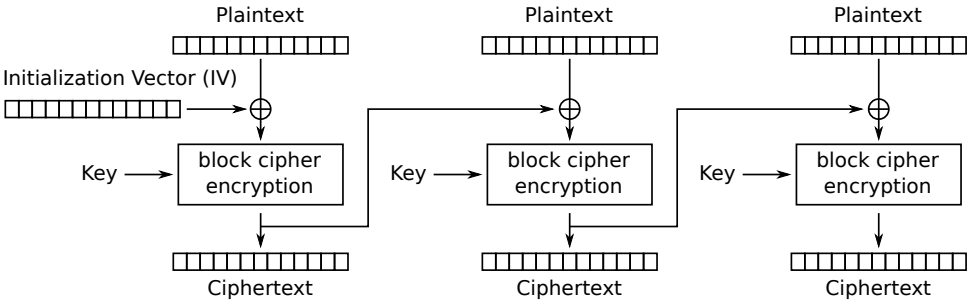 Plaintext
Plaintext
Plaintext
Initialization Vector (IV)
Key
block cipher
encryption
Key
block cipher
encryption
Key
block cipher
encryption
Ciphertext
Ciphertext
Ciphertext